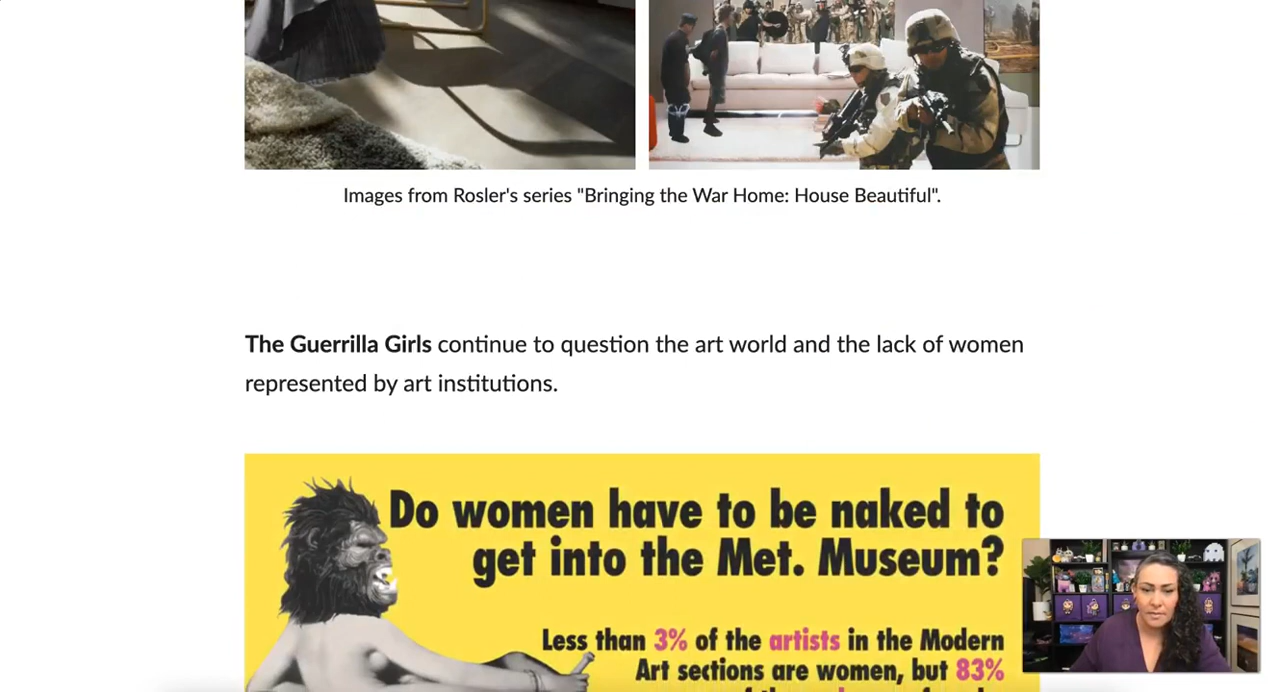 Images from Rosler's series "Bringing the War Home: House Beautiful".
The Guerrilla Girls continue to question the art world and the lack of women
represented by art institutions.
Do women have to be naked to
get into the Met. Museum?
Less than 3% of the artists in the Modern
Art sections are women, but 83%